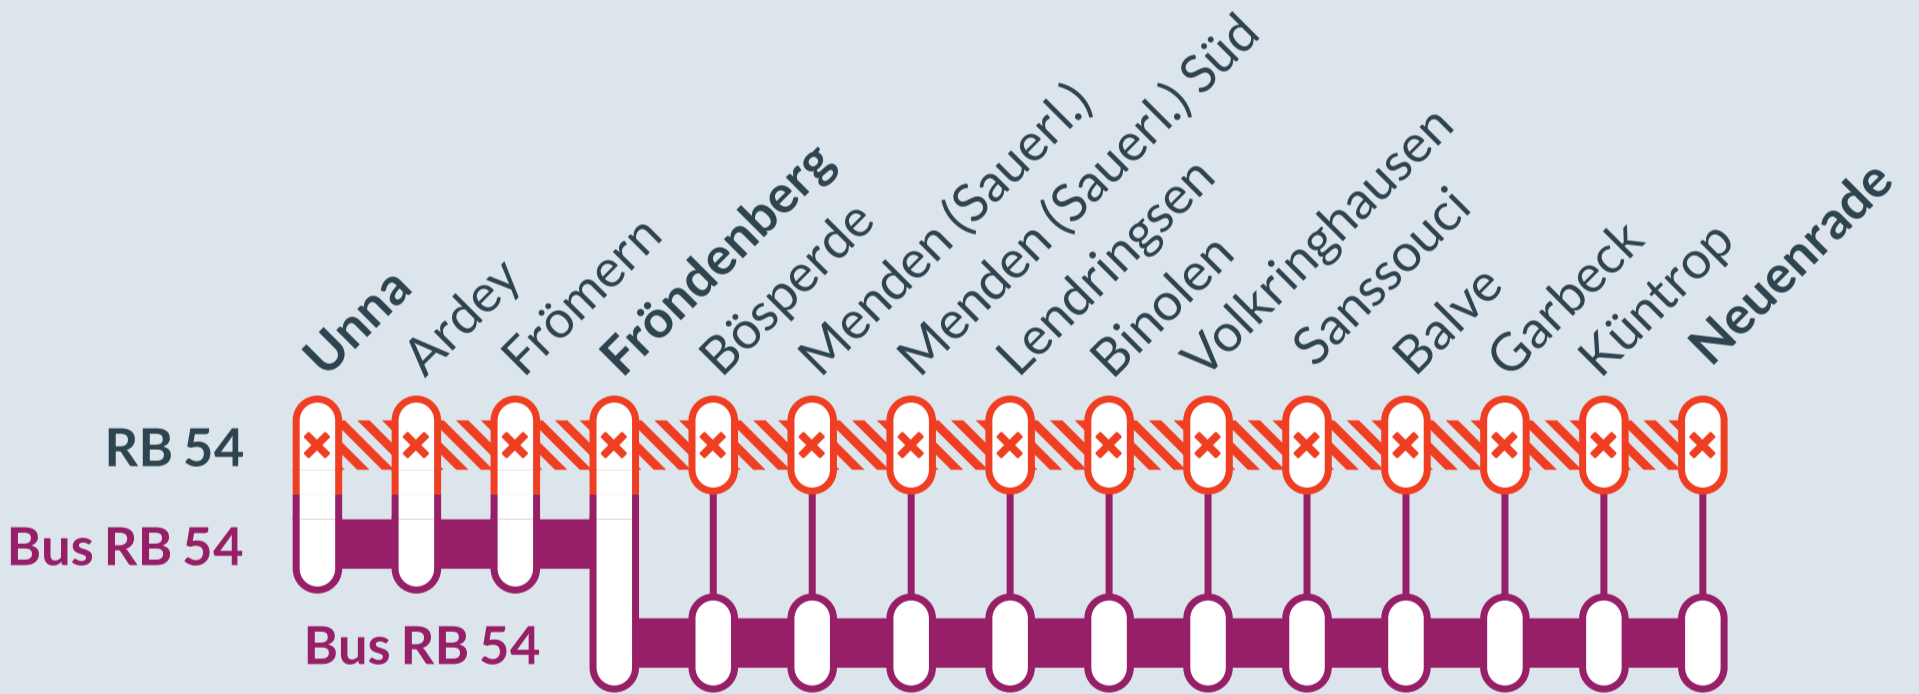 Unna
Ardey
Frömern
Fröndenberg
Bösperde
Menden (Sauerl.)
Menden (Sauerl.) Süd
Lendringsen
Binolen
Volkringhausen
Sanssouci
Balve
Garbeck
Küntrop
Neuenrade
RB 54
Bus RB 54
Bus RB 54